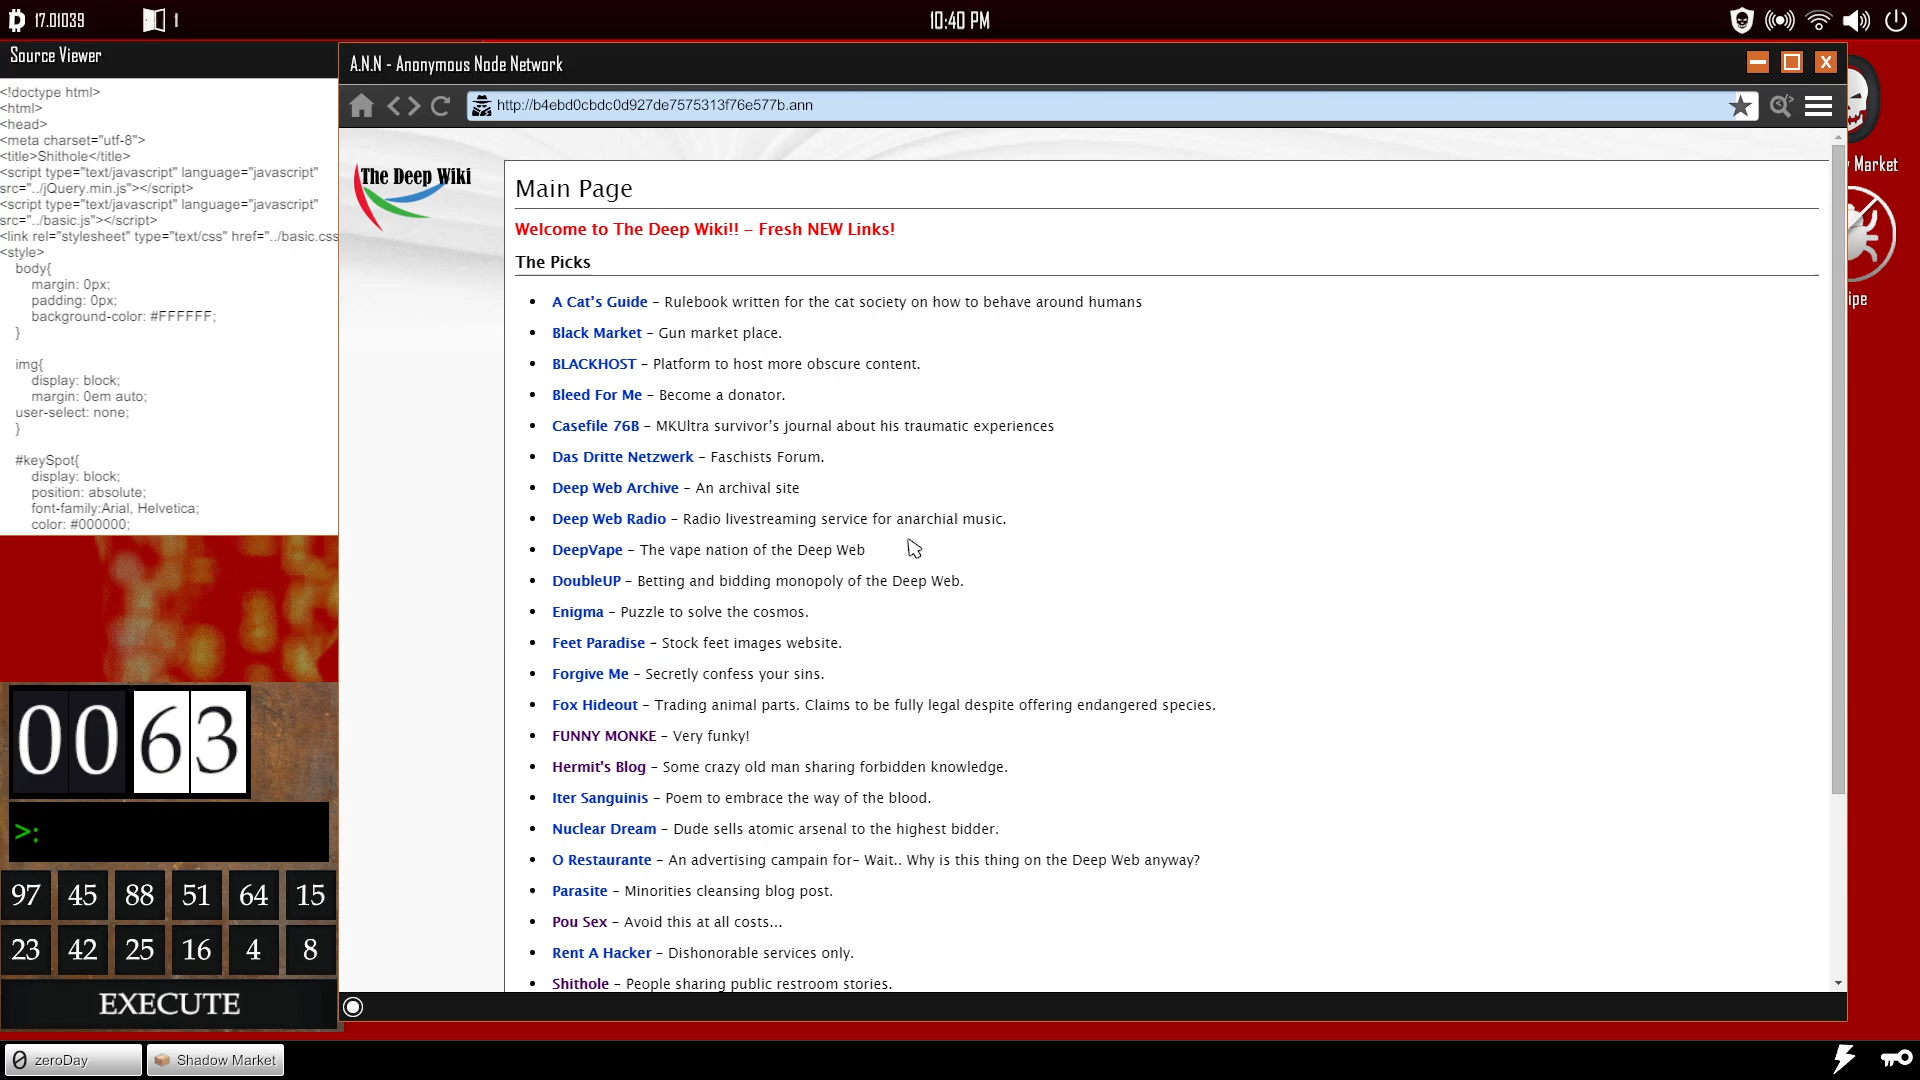 17.01039
1
10:40 PM
Source Viewer
<!doctype html>
<html>
<head>
<meta charset="utf-8">
<title>Shithole</title>
<script type="text/javascript" language="javascript"
src="../jQuery.min.js"></script>
<script type="text/javascript" language="javascript"
src="../basic.js"></script>
<link rel="stylesheet" type="text/css" href="../basic.css
<style>
body{
margin: 0px;
padding: 0px;
background-color: #FFFFFF;
}
img{
display: block;
margin: 0em auto;
user-select: none;
}
#keySpot{
display: block;
position: absolute;
font-family:Arial, Helvetica;
color: #000000;
00 63
>:
97 45 88 51 64 15
23 42 25 16 4 8
EXECUTE
A.N.N - Anonymous Node Network
X
http://b4ebd0cbdc0d927de7575313f76e577b.ann
The Deep Wiki
Main Page
Welcome to The Deep Wiki!! – Fresh NEW Links!
The Picks
• A Cat's Guide – Rulebook written for the cat society on how to behave around humans
• Black Market – Gun market place.
• BLACKHOST – Platform to host more obscure content.
• Bleed For Me – Become a donator.
• Casefile 76B – MKUltra survivor's journal about his traumatic experiences
• Das Dritte Netzwerk – Faschists Forum.
• Deep Web Archive – An archival site
• Deep Web Radio – Radio livestreaming service for anarchial music.
• DeepVape – The vape nation of the Deep Web
• DoubleUP – Betting and bidding monopoly of the Deep Web.
• Enigma – Puzzle to solve the cosmos.
• Feet Paradise – Stock feet images website.
• Forgive Me – Secretly confess your sins.
• Fox Hideout – Trading animal parts. Claims to be fully legal despite offering endangered species.
• FUNNY MONKE – Very funky!
• Hermit's Blog – Some crazy old man sharing forbidden knowledge.
• Iter Sanguinis – Poem to embrace the way of the blood.
• Nuclear Dream – Dude sells atomic arsenal to the highest bidder.
• O Restaurante – An advertising campain for– Wait.. Why is this thing on the Deep Web anyway?
• Parasite – Minorities cleansing blog post.
• Pou Sex – Avoid this at all costs...
• Rent A Hacker – Dishonorable services only.
• Shithole – People sharing public restroom stories.
Market
ipe
zeroDay
Shadow Market